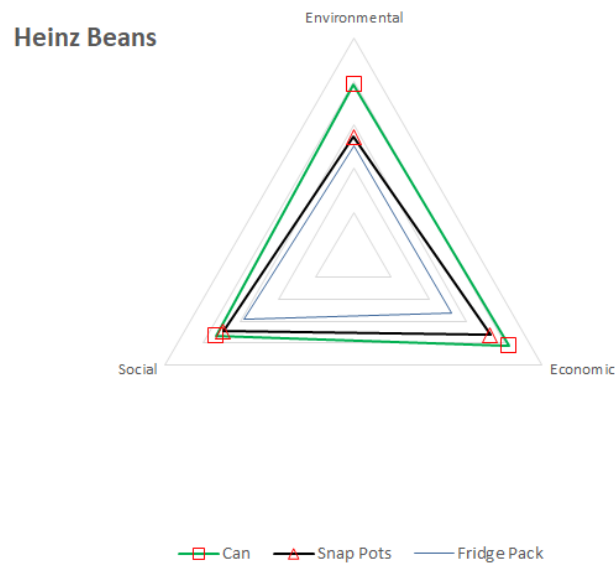 Environmental
Heinz Beans
Social
Economic
Can
Snap Pots
Fridge Pack